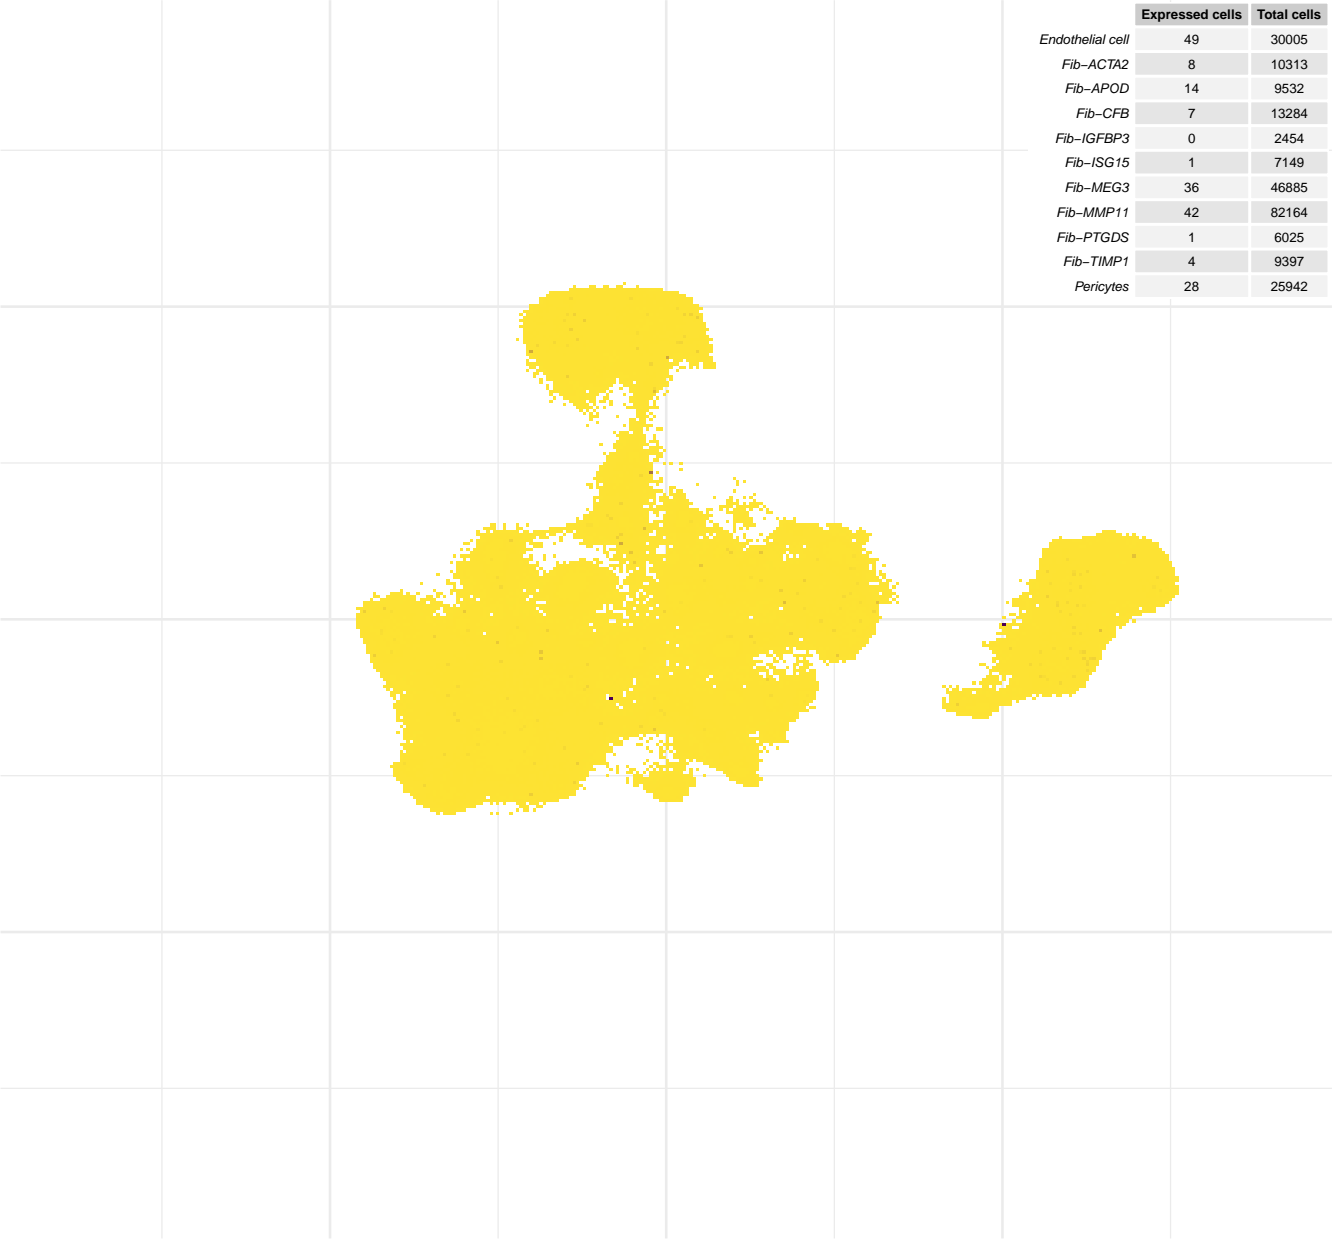 Expressed cells Total cells
Endothelial cell 49 30005
Fib−ACTA2 8 10313
Fib−APOD 14 9532
Fib−CFB 7 13284
Fib−IGFBP3 0 2454
Fib−ISG15 1 7149
Fib−MEG3 36 46885
Fib−MMP11 42 82164
Fib−PTGDS 1 6025
Fib−TIMP1 4 9397
Pericytes 28 25942